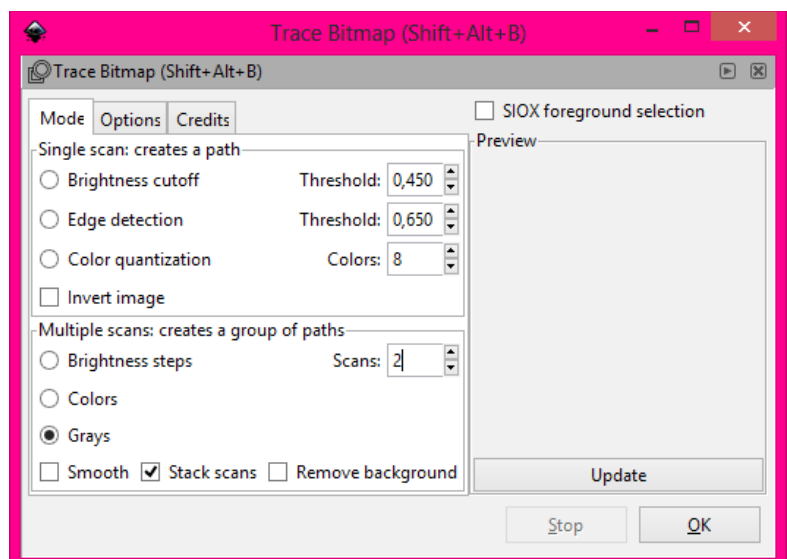 Trace Bitmap (Shift+Alt+B)
Trace Bitmap (Shift+Alt+B)
Mode Options Credits
SIOX foreground selection
Single scan: creates a path
Preview
Brightness cutoff Threshold: 0,450
Edge detection Threshold: 0,650
Color quantization Colors: 8
Invert image
Multiple scans: creates a group of paths
Brightness steps Scans: 2
Colors
Grays
Smooth Stack scans Remove background
Update
Stop OK